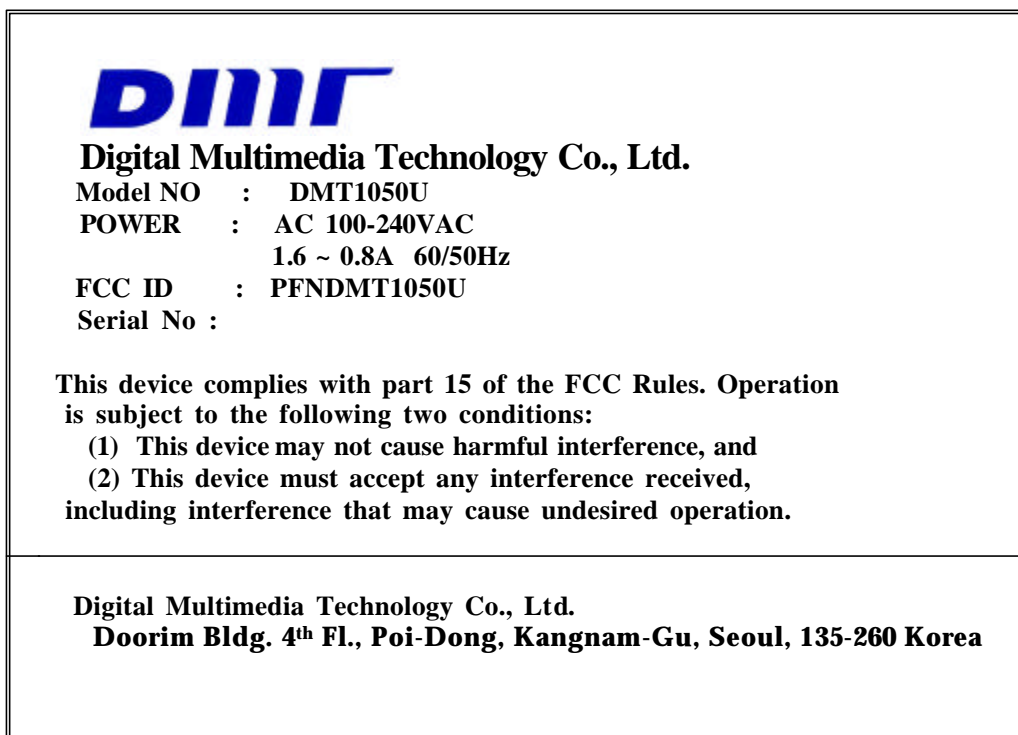 DMT
Digital Multimedia Technology Co., Ltd.
Model NO : DMT1050U
POWER : AC 100-240VAC
1.6 ~ 0.8A 60/50Hz
FCC ID : PFNDMT1050U
Serial No :
This device complies with part 15 of the FCC Rules. Operation
is subject to the following two conditions:
(1) This device may not cause harmful interference, and
(2) This device must accept any interference received,
including interference that may cause undesired operation.
Digital Multimedia Technology Co., Ltd.
Doorim Bldg. 4th Fl., Poi-Dong, Kangnam-Gu, Seoul, 135-260 Korea